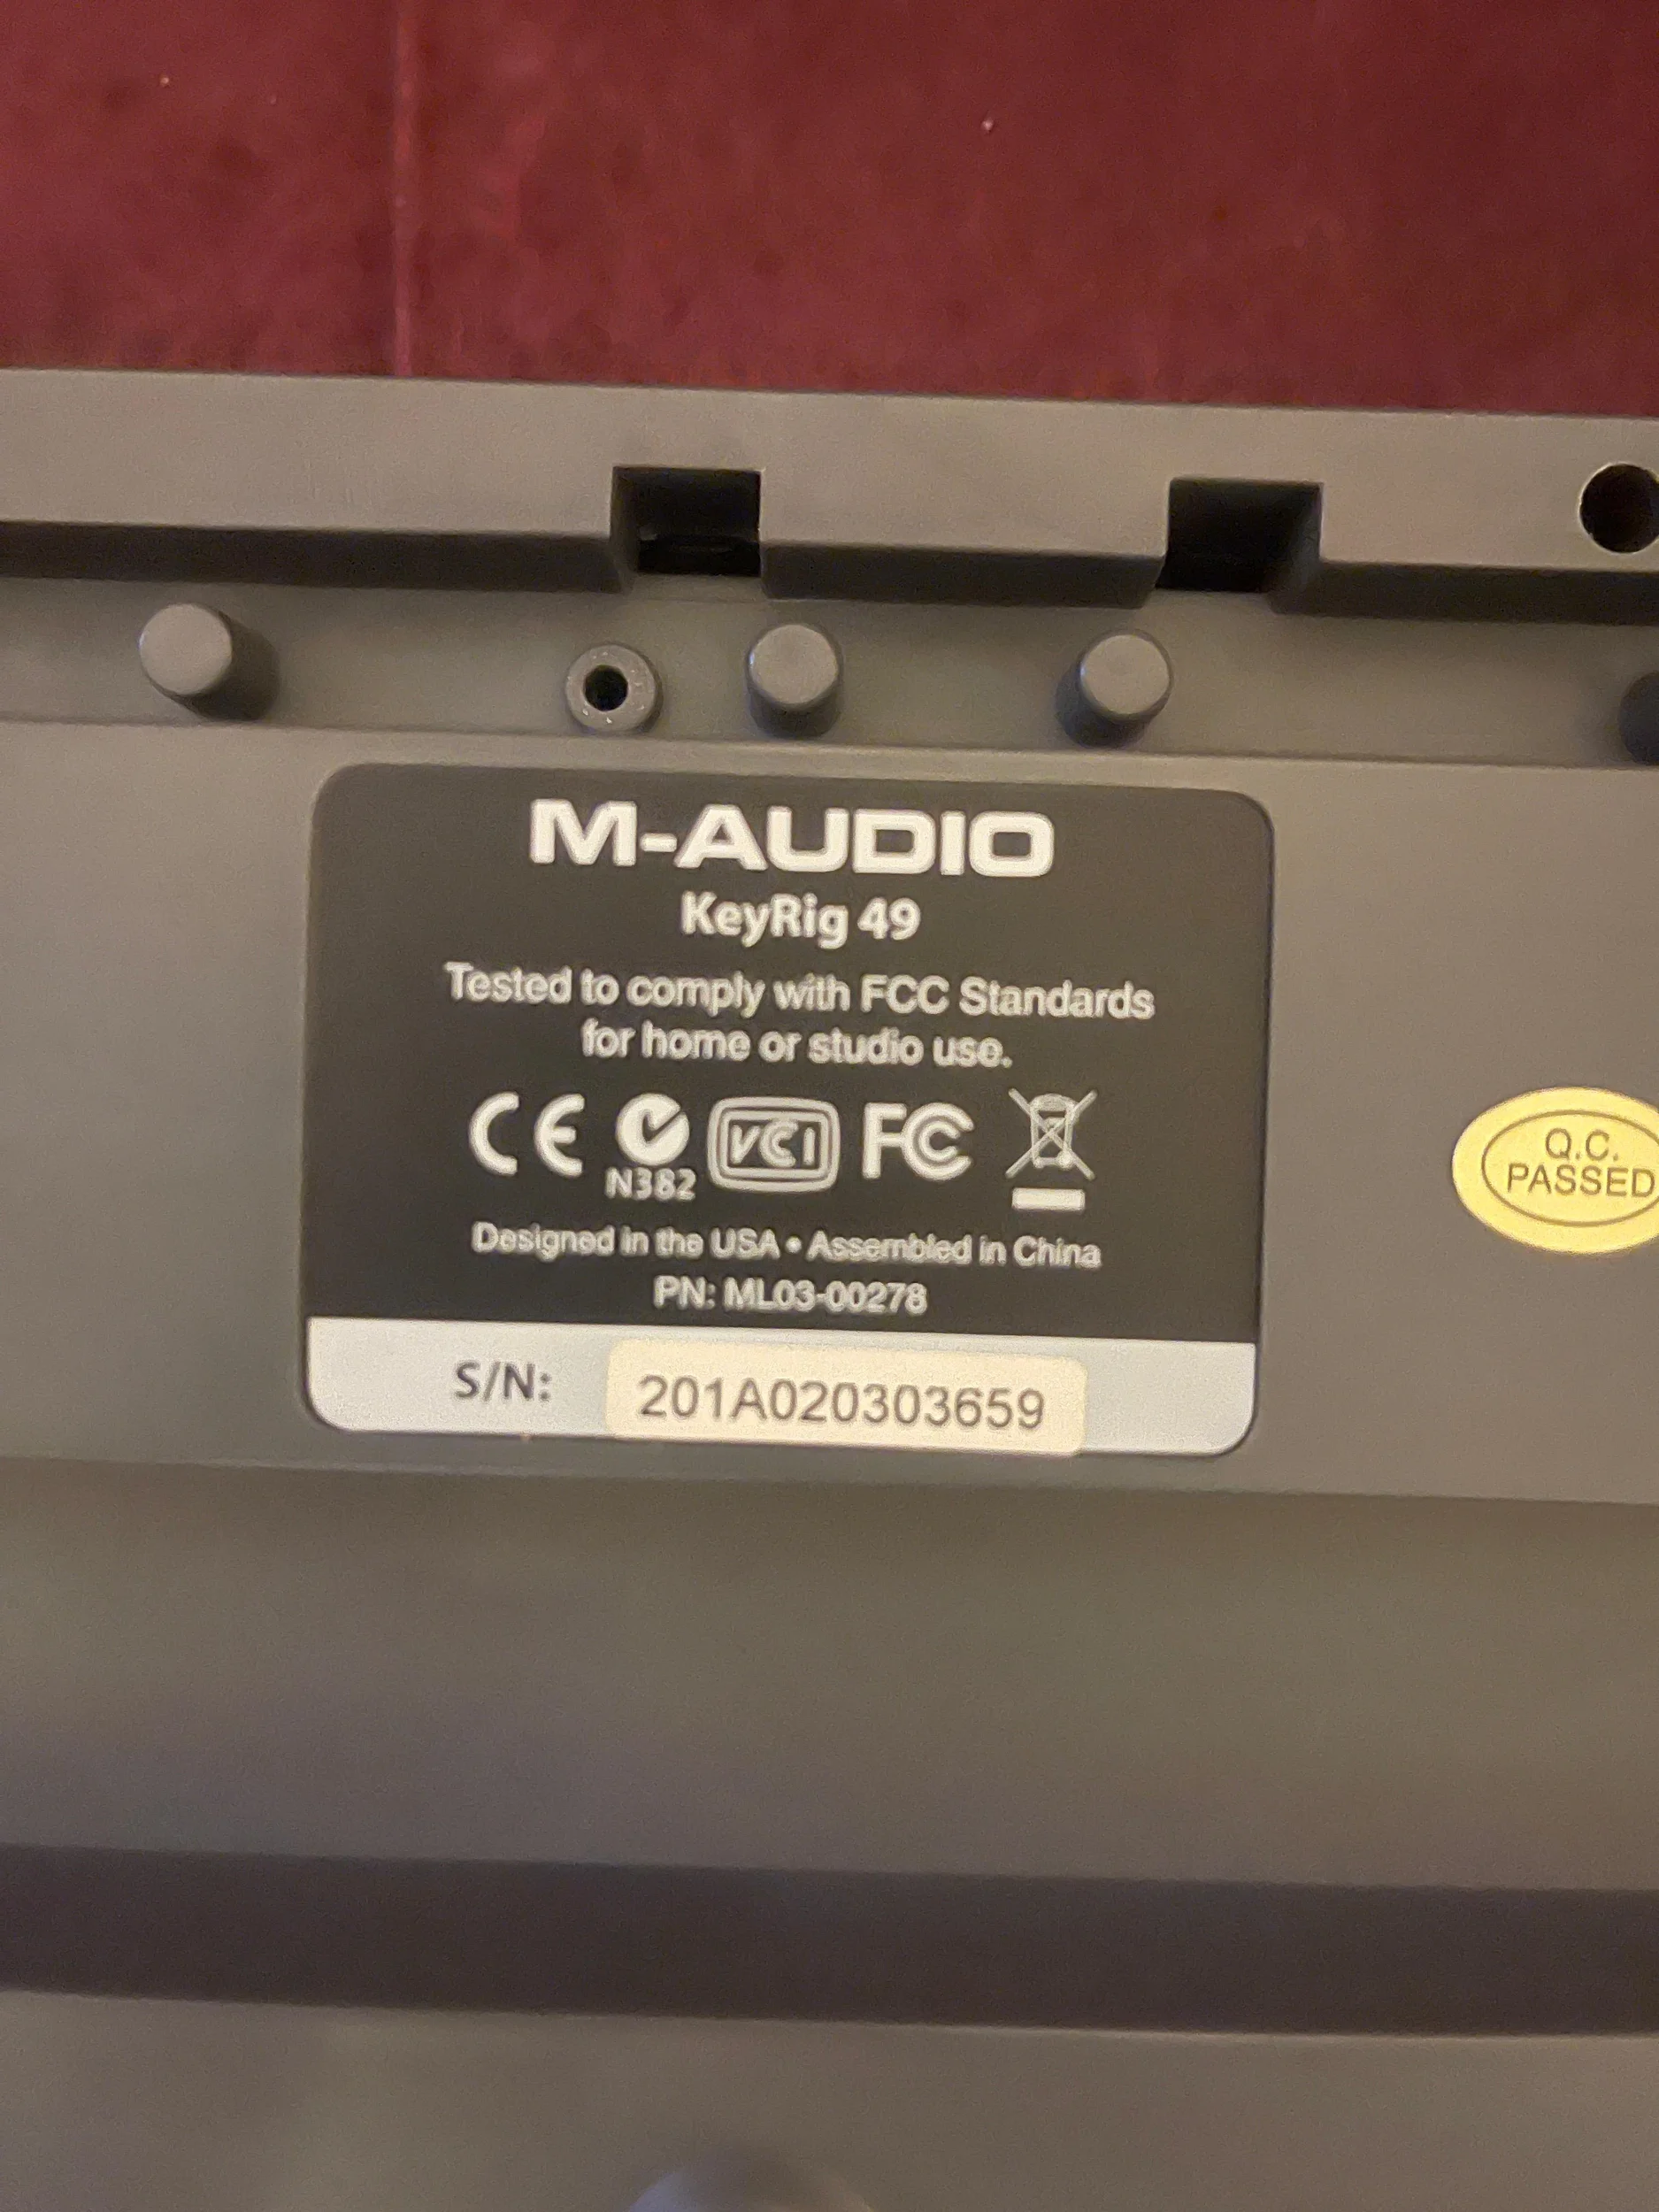 M-AUDIO
KeyRig 49
Tested to comply with FCC Standards
for home or studio use.
CE N382 VCI FC
Designed in the USA • Assembled in China
PN: ML03-00278
S/N: 201A020303659
Q.C.
PASSED